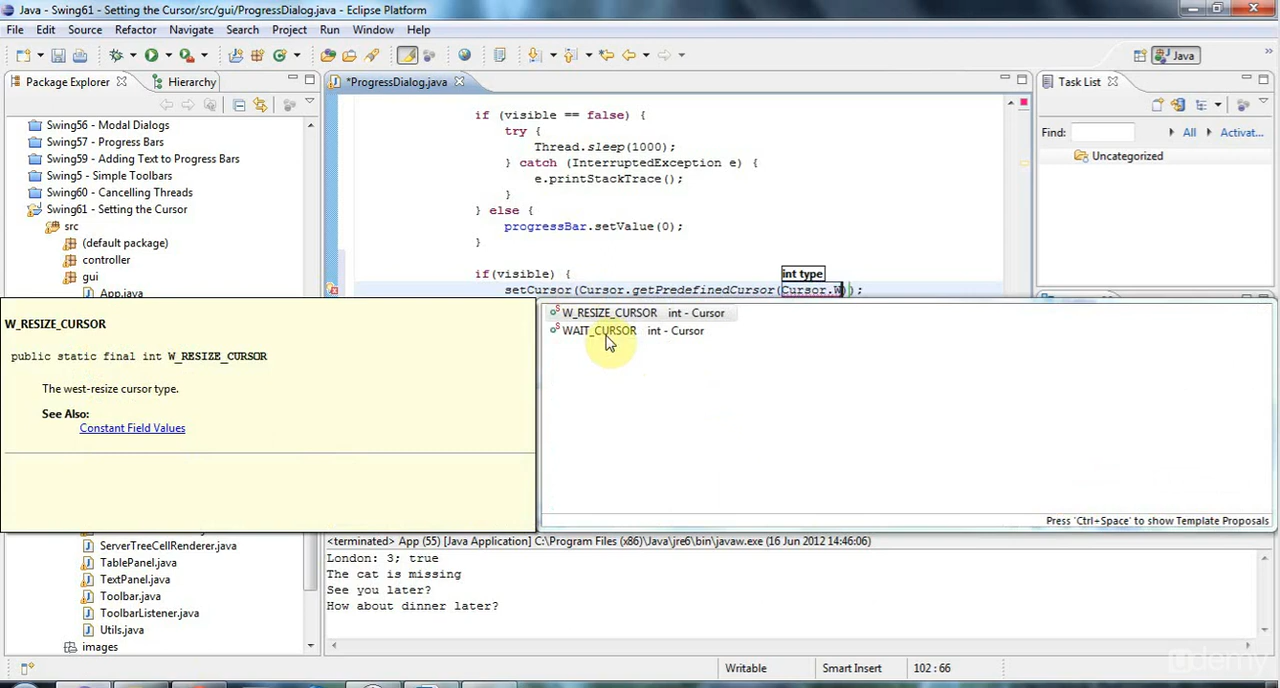 Java - Swing61 - Setting the Cursor/src/gui/ProgressDialog.java - Eclipse Platform
File Edit Source Refactor Navigate Search Project Run Window Help
Java
Package Explorer Hierarchy
*ProgressDialog.java
Task List
Swing56 - Modal Dialogs
Swing57 - Progress Bars
Swing59 - Adding Text to Progress Bars
Swing5 - Simple Toolbars
Swing60 - Cancelling Threads
Swing61 - Setting the Cursor
src
(default package)
controller
gui
App.java
if (visible == false) {
try {
Thread.sleep(1000);
} catch (InterruptedException e) {
e.printStackTrace();
}
} else {
progressBar.setValue(0);
}
if(visible) {
int type
setCursor(Cursor.getPredefinedCursor(Cursor.W));
Find: All Activat...
Uncategorized
W_RESIZE_CURSOR
public static final int W_RESIZE_CURSOR
The west-resize cursor type.
See Also:
Constant Field Values
W_RESIZE_CURSOR int - Cursor
WAIT_CURSOR int - Cursor
Press 'Ctrl+Space' to show Template Proposals
ServerTreeCellRenderer.java
TablePanel.java
TextPanel.java
Toolbar.java
ToolbarListener.java
Utils.java
images
<terminated> App (55) [Java Application] C:\Program Files (x86)\Java\jre6\bin\javaw.exe (16 Jun 2012 14:46:06)
London: 3; true
The cat is missing
See you later?
How about dinner later?
Writable Smart Insert 102 : 66
udemy